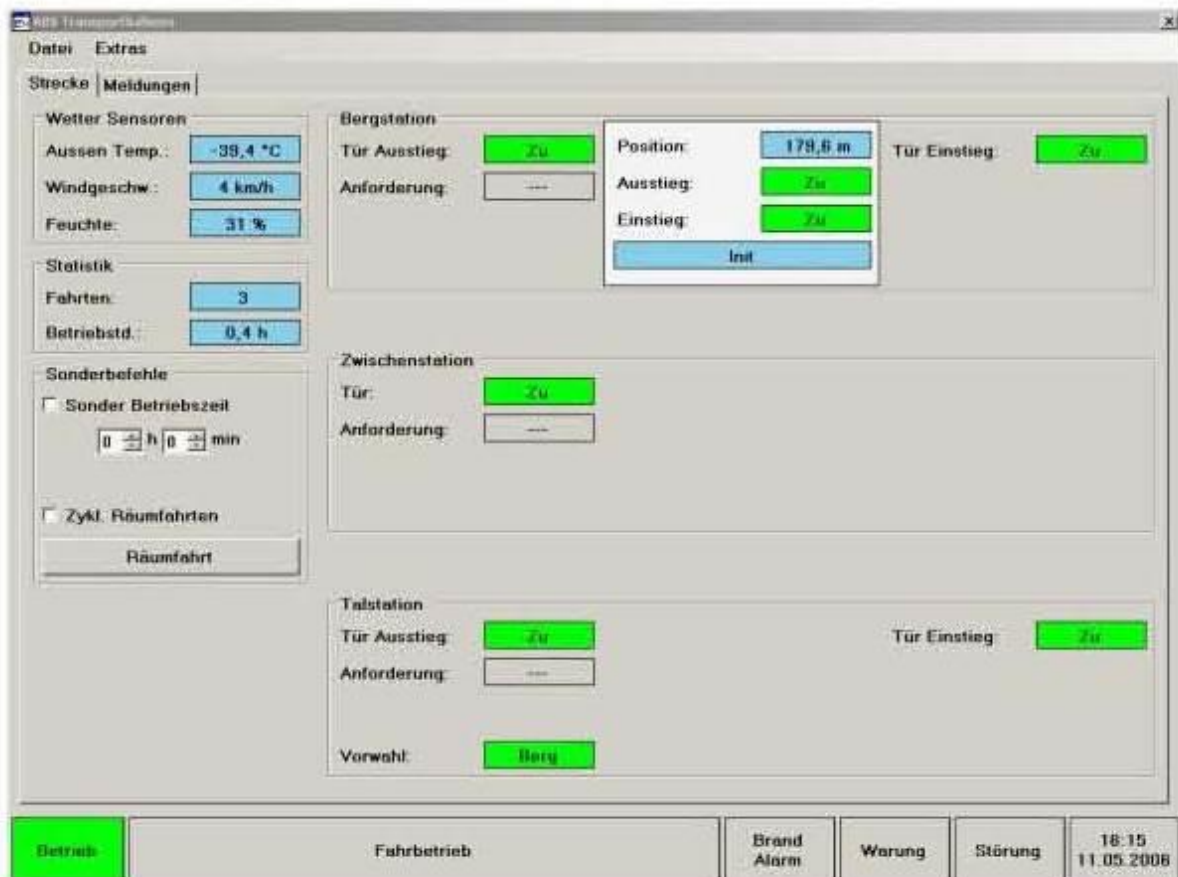 Datei Extras
Strecke Meldungen
Wetter Sensoren
Aussen Temp.: -39,4 °C
Windgeschw.: 4 km/h
Feuchte: 31 %
Statistik
Fahrten: 3
Betriebstd.: 0,4 h
Sonderbefehle
Sonder Betriebszeit
0 h 0 min
Zykl. Räumfahrten
Räumfahrt
Bergstation
Tür Ausstieg: Zu
Anforderung: ---
Position: 179,6 m
Ausstieg: Zu
Einstieg: Zu
Init
Tür Einstieg: Zu
Zwischenstation
Tür: Zu
Anforderung: ---
Talstation
Tür Ausstieg: Zu
Anforderung: ---
Tür Einstieg: Zu
Vorwahl: Berg
Betrieb
Fahrbetrieb
Brand
Alarm
Warung
Störung
16:15
11.05.2006